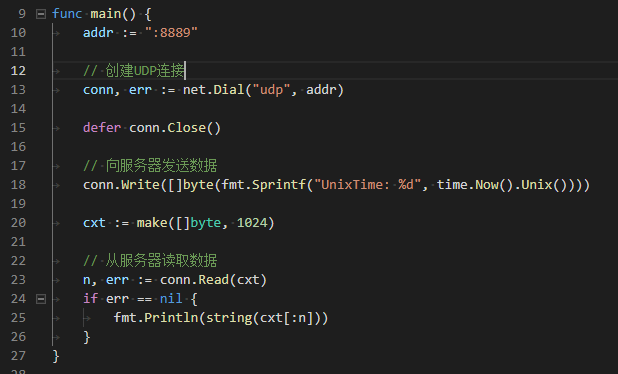 9 func main() {
10 addr := ":8889"
11
12 // 创建UDP连接
13 conn, err := net.Dial("udp", addr)
14
15 defer conn.Close()
16
17 // 向服务器发送数据
18 conn.Write([]byte(fmt.Sprintf("UnixTime: %d", time.Now().Unix())))
19
20 cxt := make([]byte, 1024)
21
22 // 从服务器读取数据
23 n, err := conn.Read(cxt)
24 if err == nil {
25 fmt.Println(string(cxt[:n]))
26 }
27 }